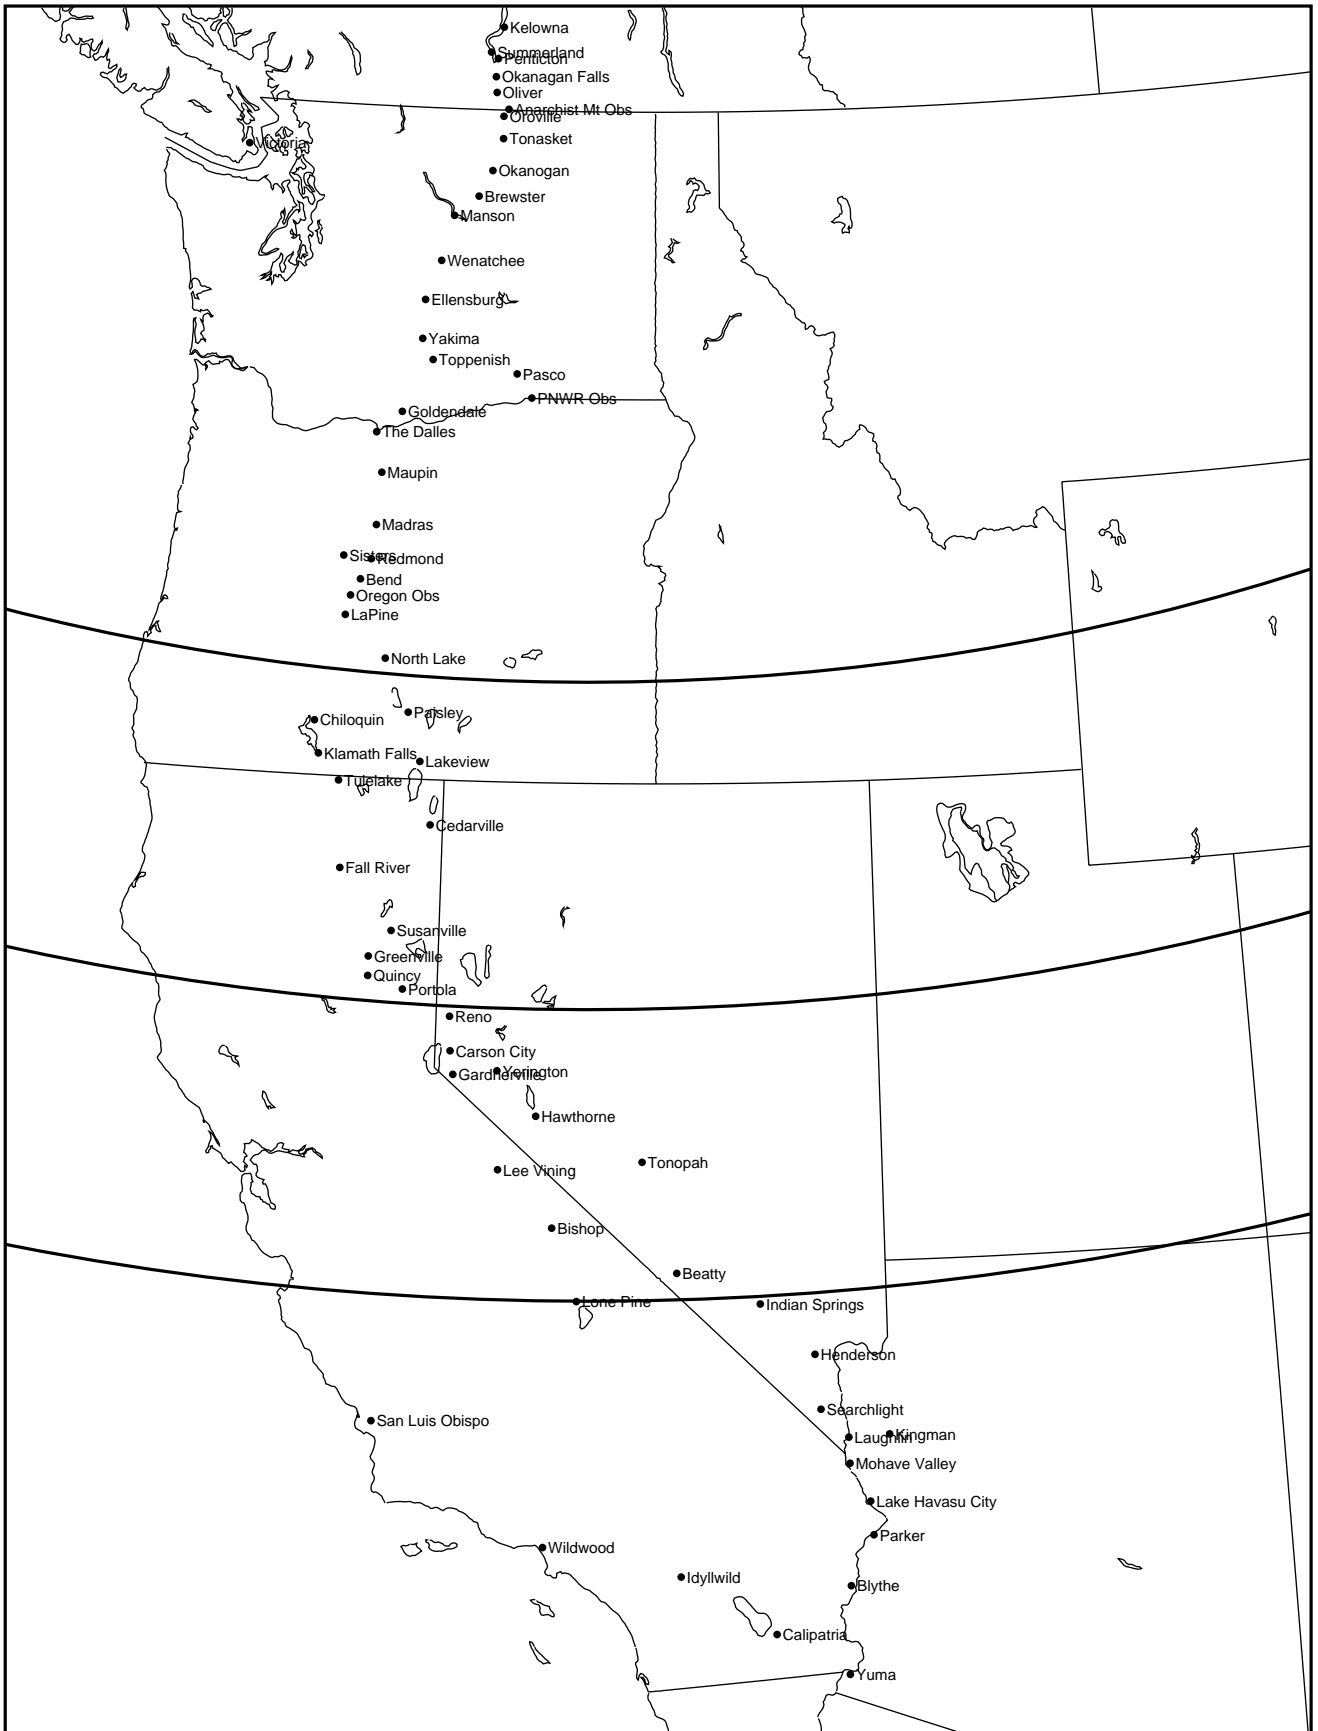 Kelowna
Summerland
Penticton
Okanagan Falls
Oliver
Anarchist Mt Obs
Oroville
Tonasket
Victoria
Okanogan
Brewster
Manson
Wenatchee
Ellensburg
Yakima
Toppenish
Pasco
PNWR Obs
Goldendale
The Dalles
Maupin
Madras
Sisters
Redmond
Bend
Oregon Obs
LaPine
North Lake
Paisley
Chiloquin
Klamath Falls
Lakeview
Tulelake
Cedarville
Fall River
Susanville
Greenville
Quincy
Portola
Reno
Carson City
Yerington
Gardnerville
Hawthorne
Tonopah
Lee Vining
Bishop
Beatty
Lone Pine
Indian Springs
Henderson
Searchlight
San Luis Obispo
Kingman
Laughlin
Mohave Valley
Lake Havasu City
Parker
Wildwood
Idyllwild
Blythe
Calipatria
Yuma